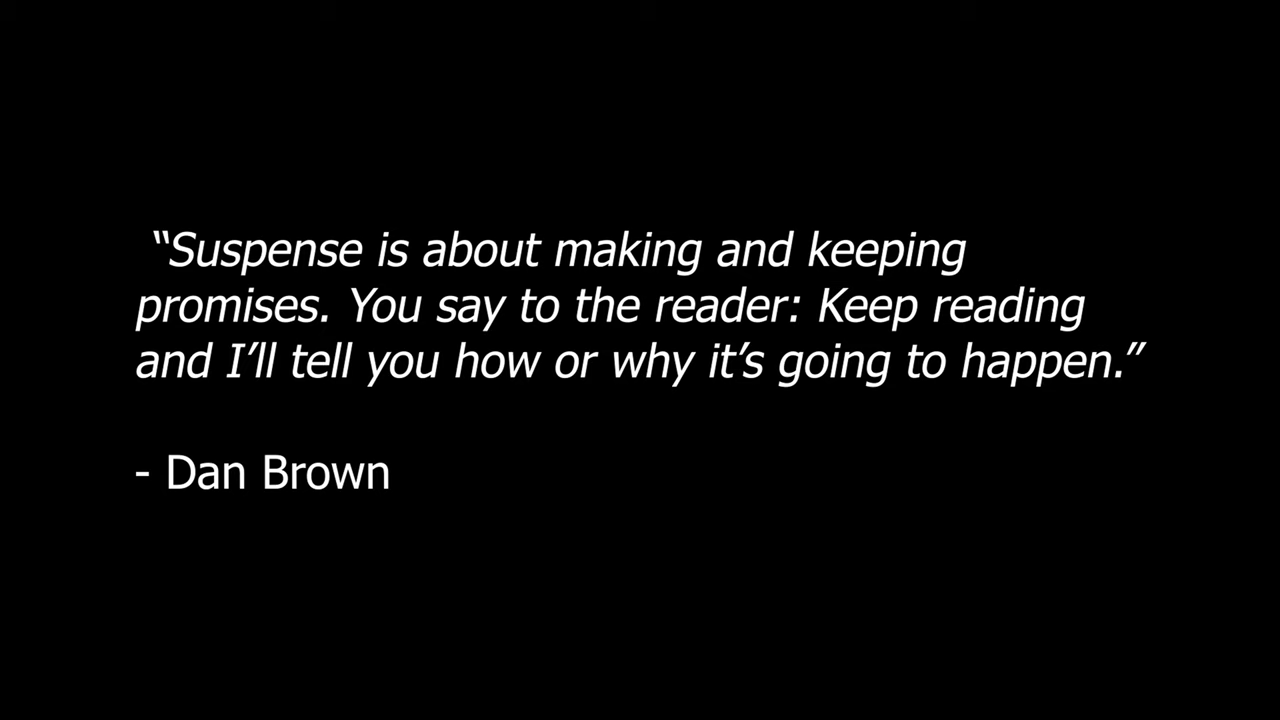 “Suspense is about making and keeping
promises. You say to the reader: Keep reading
and I’ll tell you how or why it’s going to happen.”
- Dan Brown